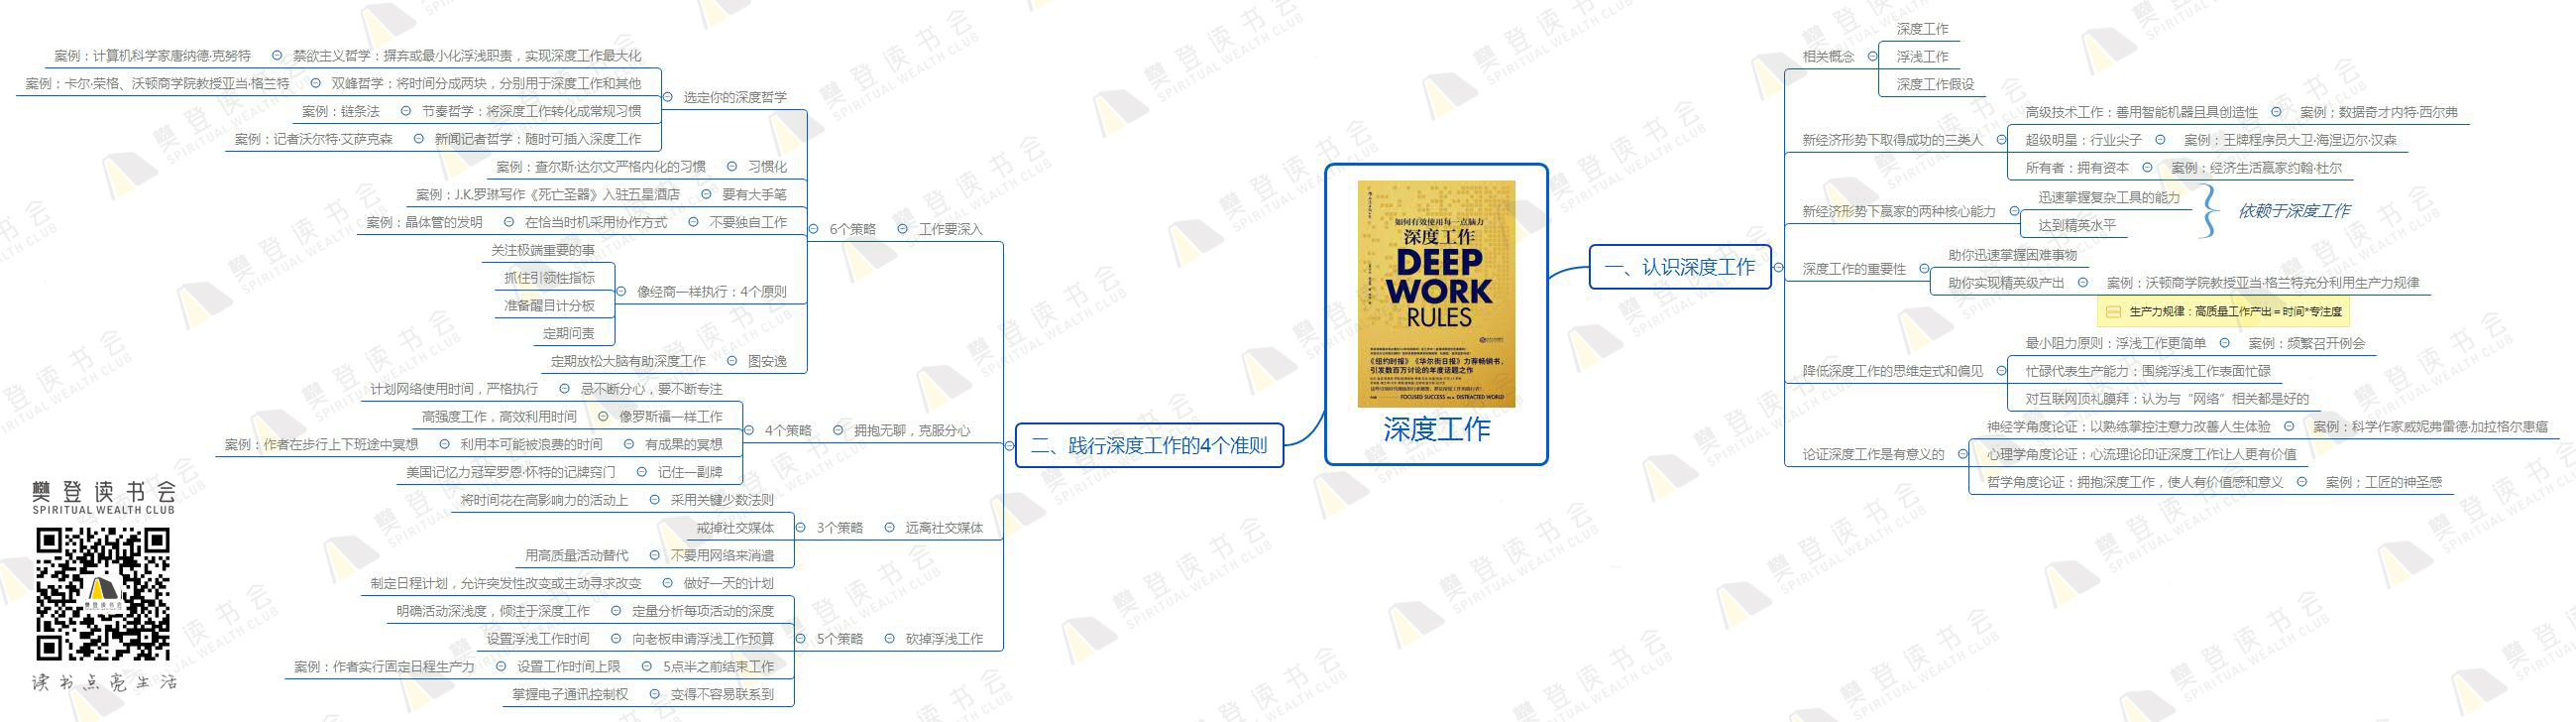 深度工作
如何有效使用每一点脑力
深度工作
DEEP
WORK
RULES
《纽约时报》《华尔街日报》力荐畅销书，
引发数百万讨论的年度话题之作
FOCUSED SUCCESS IN A DISTRACTED WORLD
一、认识深度工作
相关概念
深度工作
浮浅工作
深度工作假设
新经济形势下取得成功的三类人
高级技术工作：善用智能机器且具创造性 案例；数据奇才内特·西尔弗
超级明星：行业尖子 案例：王牌程序员大卫·海涅迈尔·汉森
所有者：拥有资本 案例：经济生活赢家约翰·杜尔
新经济形势下赢家的两种核心能力
迅速掌握复杂工具的能力
达到精英水平
依赖于深度工作
深度工作的重要性
助你迅速掌握困难事物
助你实现精英级产出 案例：沃顿商学院教授亚当·格兰特充分利用生产力规律
生产力规律：高质量工作产出＝时间*专注度
降低深度工作的思维定式和偏见
最小阻力原则：浮浅工作更简单 案例：频繁召开例会
忙碌代表生产能力：围绕浮浅工作表面忙碌
对互联网顶礼膜拜：认为与“网络”相关都是好的
论证深度工作是有意义的
神经学角度论证：以熟练掌控注意力改善人生体验 案例：科学作家威妮弗雷德·加拉格尔患癌
心理学角度论证：心流理论印证深度工作让人更有价值
哲学角度论证：拥抱深度工作，使人有价值感和意义 案例；工匠的神圣感
二、践行深度工作的4个准则
工作要深入
6个策略
选定你的深度哲学
禁欲主义哲学：摒弃或最小化浮浅职责，实现深度工作最大化 案例：计算机科学家唐纳德·克努特
双峰哲学：将时间分成两块，分别用于深度工作和其他 案例：卡尔·荣格、沃顿商学院教授亚当·格兰特
节奏哲学：将深度工作转化成常规习惯 案例：链条法
新闻记者哲学：随时可插入深度工作 案例：记者沃尔特·艾萨克森
习惯化 案例：查尔斯·达尔文严格内化的习惯
要有大手笔 案例：J.K.罗琳写作《死亡圣器》入驻五星酒店
不要独自工作 在恰当时机采用协作方式 案例：晶体管的发明
像经商一样执行：4个原则
关注极端重要的事
抓住引领性指标
准备醒目计分板
定期问责
图安逸 定期放松大脑有助深度工作
拥抱无聊，克服分心
4个策略
忌不断分心，要不断专注 计划网络使用时间，严格执行
像罗斯福一样工作 高强度工作，高效利用时间
有成果的冥想 利用本可能被浪费的时间 案例：作者在步行上下班途中冥想
记住一副牌 美国记忆力冠军罗恩·怀特的记牌窍门
远离社交媒体
3个策略
采用关键少数法则 将时间花在高影响力的活动上
戒掉社交媒体
不要用网络来消遣 用高质量活动替代
砍掉浮浅工作
5个策略
做好一天的计划 制定日程计划，允许突发性改变或主动寻求改变
定量分析每项活动的深度 明确活动深浅度，倾注于深度工作
向老板申请浮浅工作预算 设置浮浅工作时间
5点半之前结束工作 设置工作时间上限 案例：作者实行固定日程生产力
变得不容易联系到 掌握电子通讯控制权
樊登读书会
SPIRITUAL WEALTH CLUB
读书点亮生活